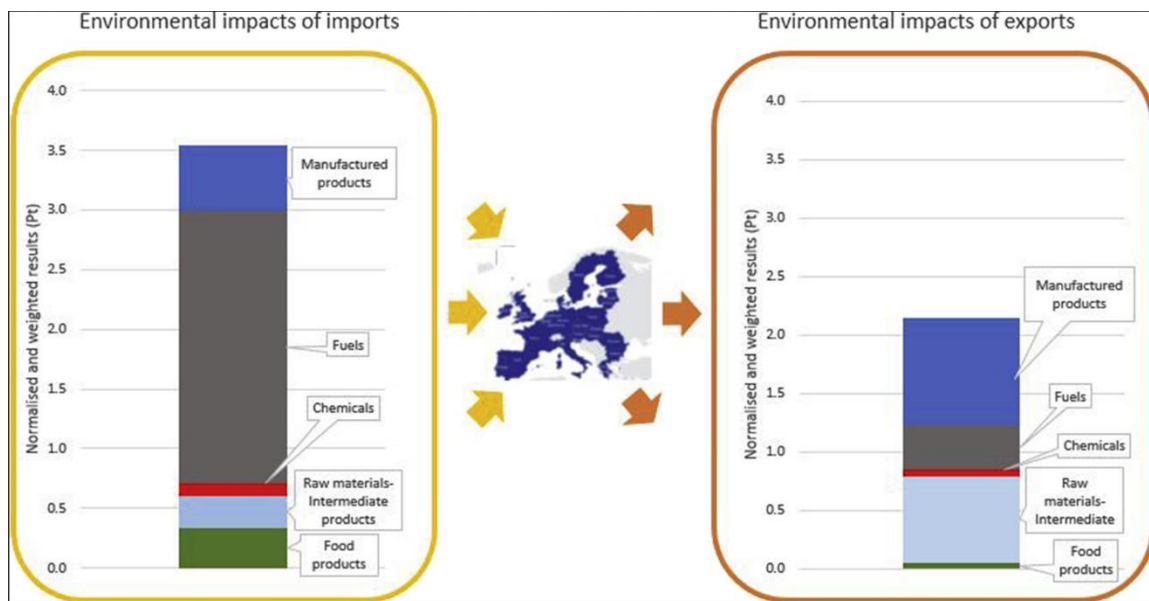 Environmental impacts of imports
Normalised and weighted results (Pt)
4.0
3.5
3.0
2.5
2.0
1.5
1.0
0.5
0.0
Manufactured
products
Fuels
Chemicals
Raw materials-
Intermediate
products
Food
products
Environmental impacts of exports
Normalised and weighted results (Pt)
4.0
3.5
3.0
2.5
2.0
1.5
1.0
0.5
0.0
Manufactured
products
Fuels
Chemicals
Raw
materials-
Intermediate
Food
products